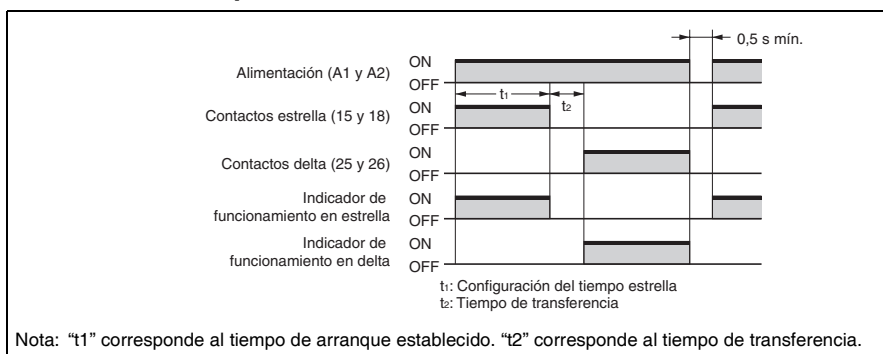 0,5 s mín.
Alimentación (A1 y A2)
ON
OFF
t1
t2
Contactos estrella (15 y 18)
ON
OFF
Contactos delta (25 y 26)
ON
OFF
Indicador de
funcionamiento en estrella
ON
OFF
Indicador de
funcionamiento en delta
ON
OFF
t1: Configuración del tiempo estrella
t2: Tiempo de transferencia
Nota: “t1” corresponde al tiempo de arranque establecido. “t2” corresponde al tiempo de transferencia.